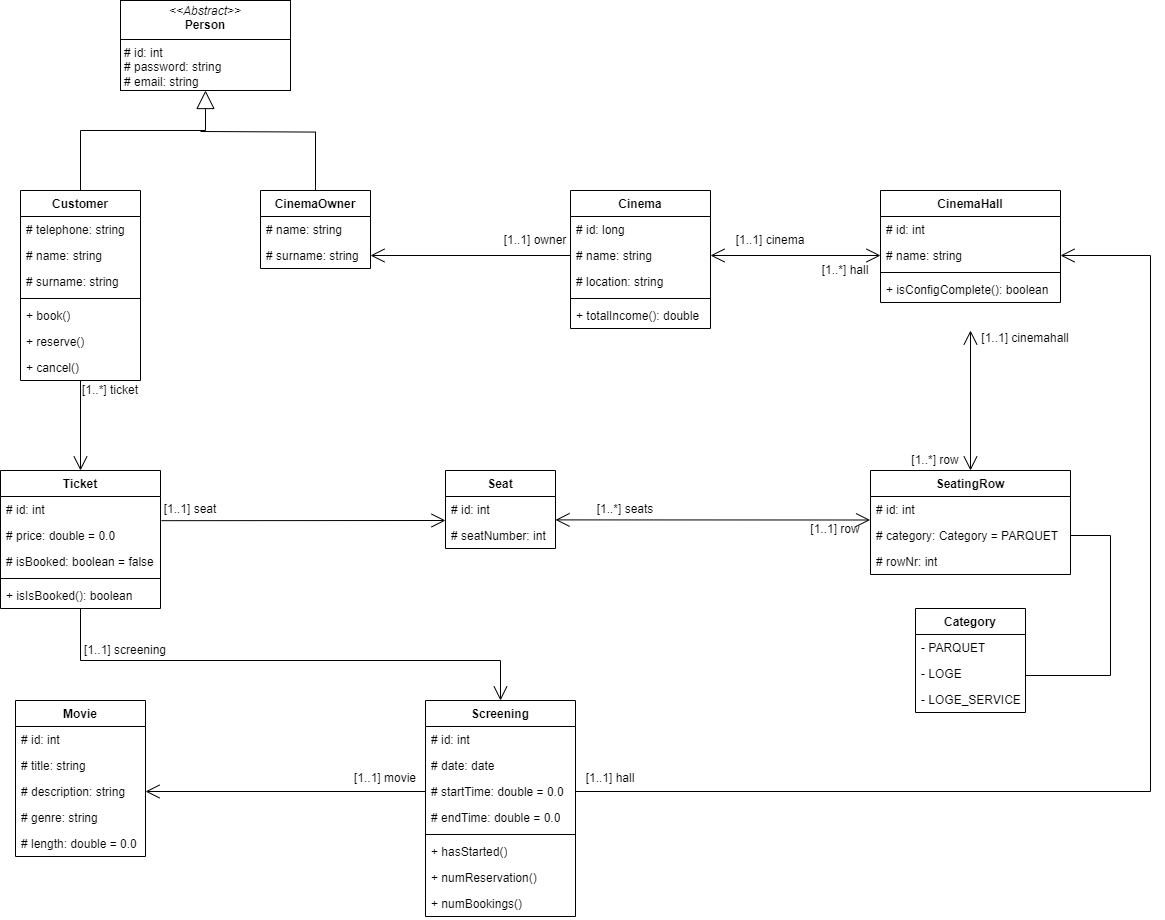 <<Abstract>>
Person
# id: int
# password: string
# email: string
Customer
# telephone: string
# name: string
# surname: string
+ book()
+ reserve()
+ cancel()
CinemaOwner
# name: string
# surname: string
Cinema
# id: long
# name: string
# location: string
+ totalIncome(): double
CinemaHall
# id: int
# name: string
+ isConfigComplete(): boolean
[1..1] owner
[1..1] cinema
[1..*] hall
[1..1] cinemahall
[1..*] ticket
[1..*] row
Ticket
# id: int
# price: double = 0.0
# isBooked: boolean = false
+ isIsBooked(): boolean
[1..1] seat
Seat
# id: int
# seatNumber: int
[1..*] seats
[1..1] row
SeatingRow
# id: int
# category: Category = PARQUET
# rowNr: int
Category
- PARQUET
- LOGE
- LOGE_SERVICE
[1..1] screening
Movie
# id: int
# title: string
# description: string
# genre: string
# length: double = 0.0
[1..1] movie
Screening
# id: int
# date: date
# startTime: double = 0.0
# endTime: double = 0.0
+ hasStarted()
+ numReservation()
+ numBookings()
[1..1] hall